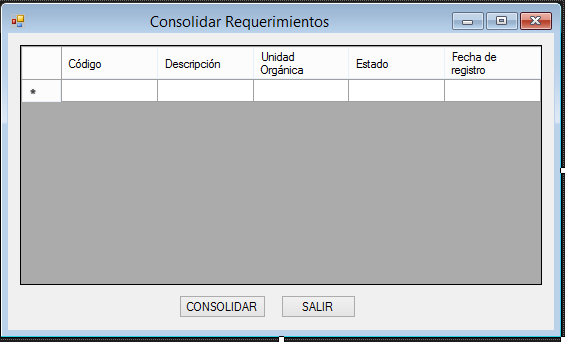 Consolidar Requerimientos
Código Descripción Unidad Orgánica Estado Fecha de registro
*
CONSOLIDAR SALIR